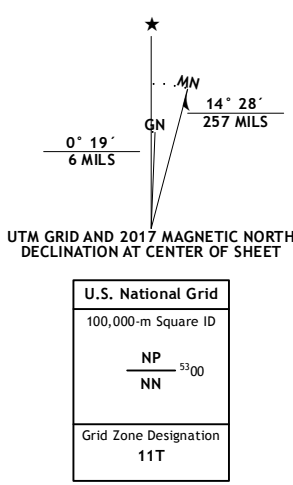 ★
MN
14° 28´
257 MILS
GN
0° 19´
6 MILS
UTM GRID AND 2017 MAGNETIC NORTH
DECLINATION AT CENTER OF SHEET
U.S. National Grid
100,000-m Square ID
NP
5300
NN
Grid Zone Designation
11T